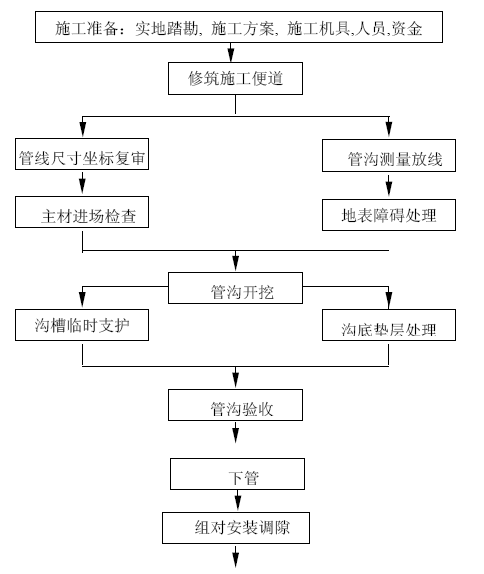 施工准备：实地踏勘, 施工方案, 施工机具,人员,资金
修筑施工便道
管线尺寸坐标复审
管沟测量放线
主材进场检查
地表障碍处理
管沟开挖
沟槽临时支护
沟底垫层处理
管沟验收
下管
组对安装调隙